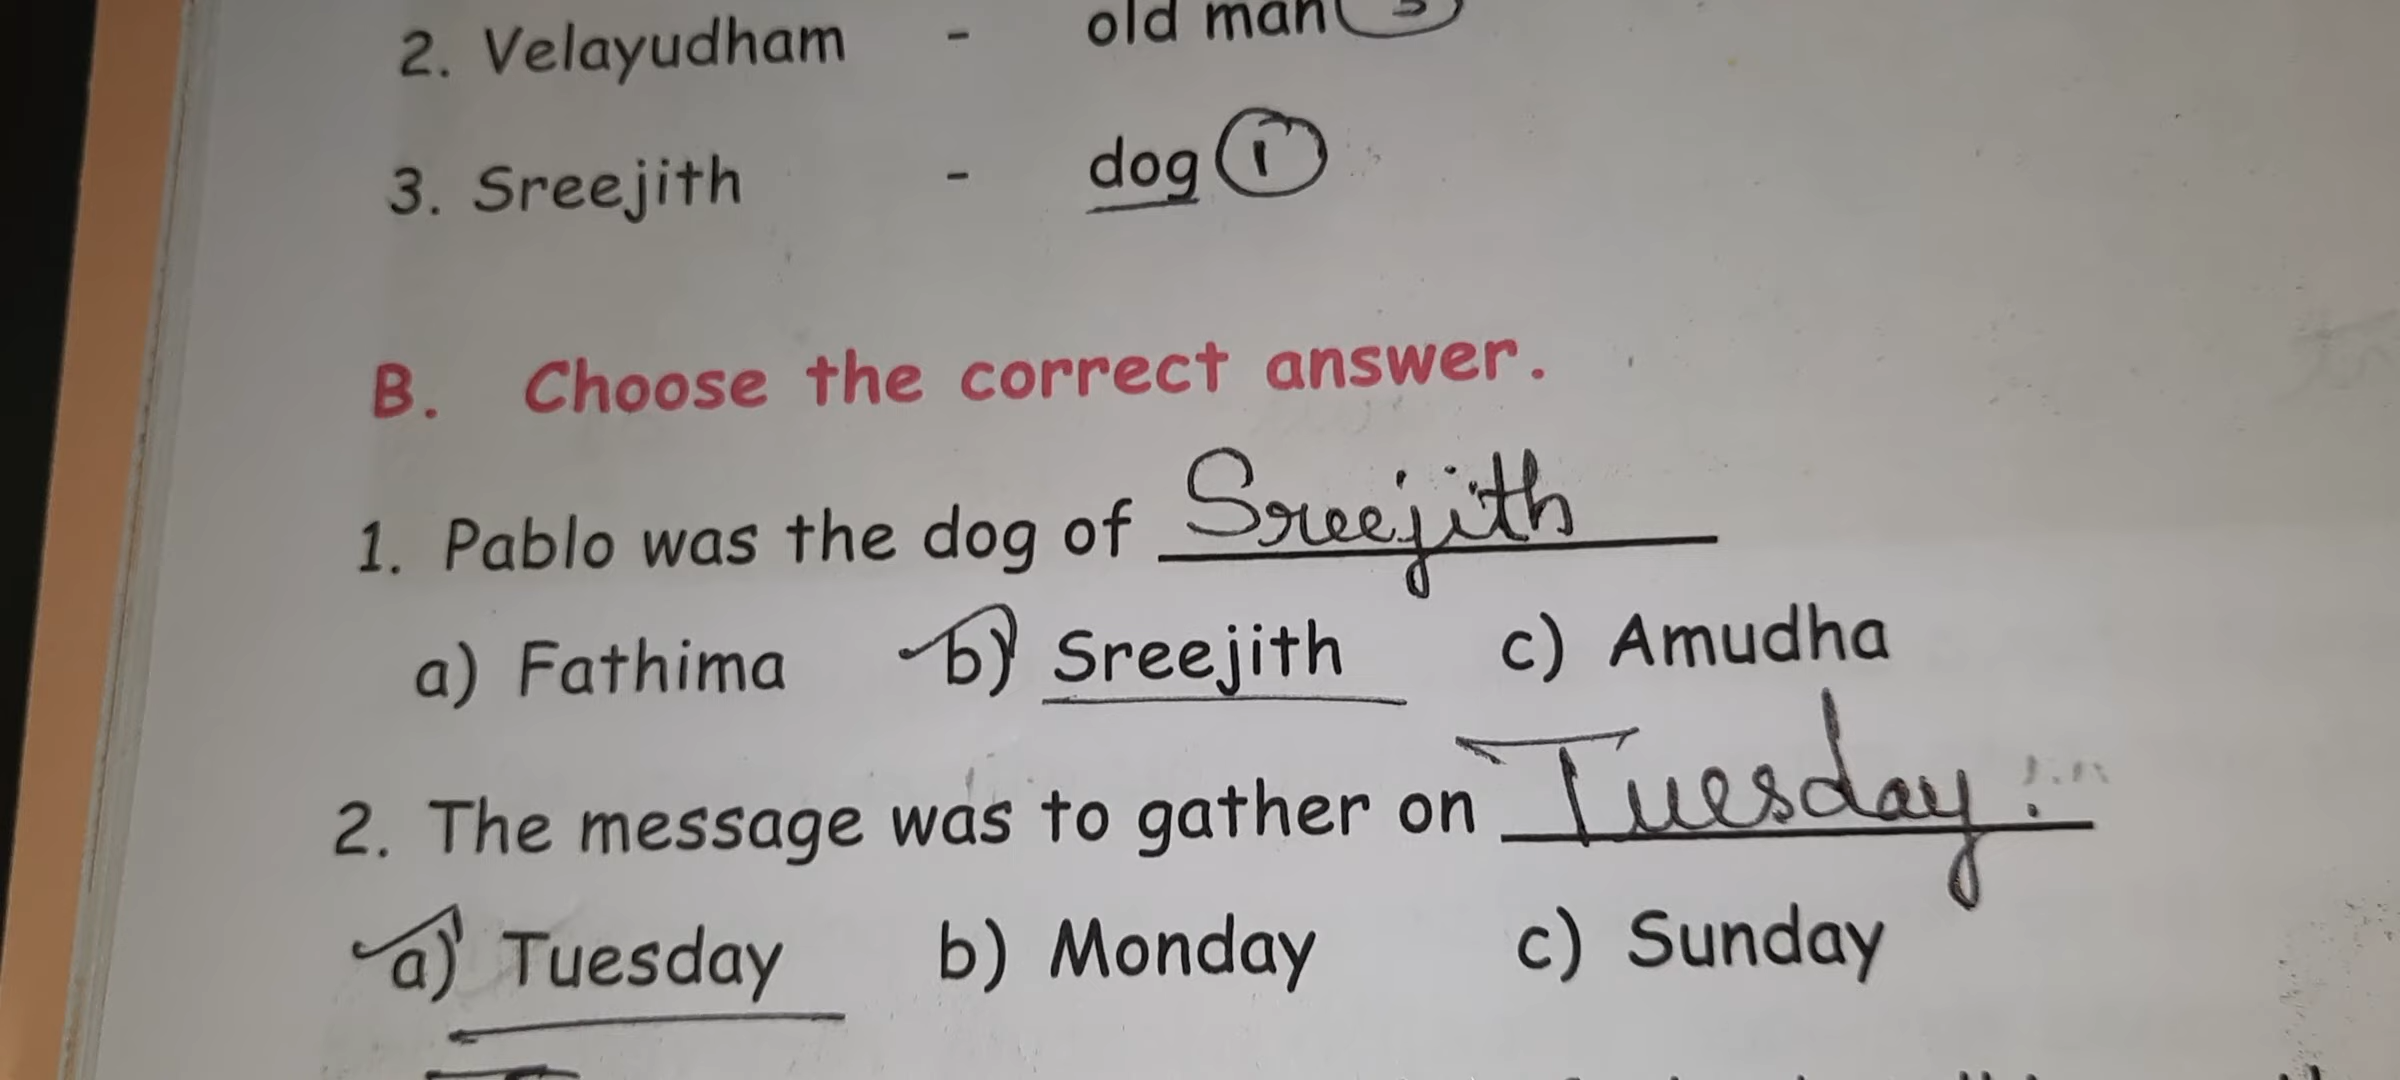 2. Velayudham - old man
3. Sreejith - dog 1
B. Choose the correct answer.
1. Pablo was the dog of Sreejith
a) Fathima b) Sreejith c) Amudha
2. The message was to gather on Tuesday.
a) Tuesday b) Monday c) Sunday